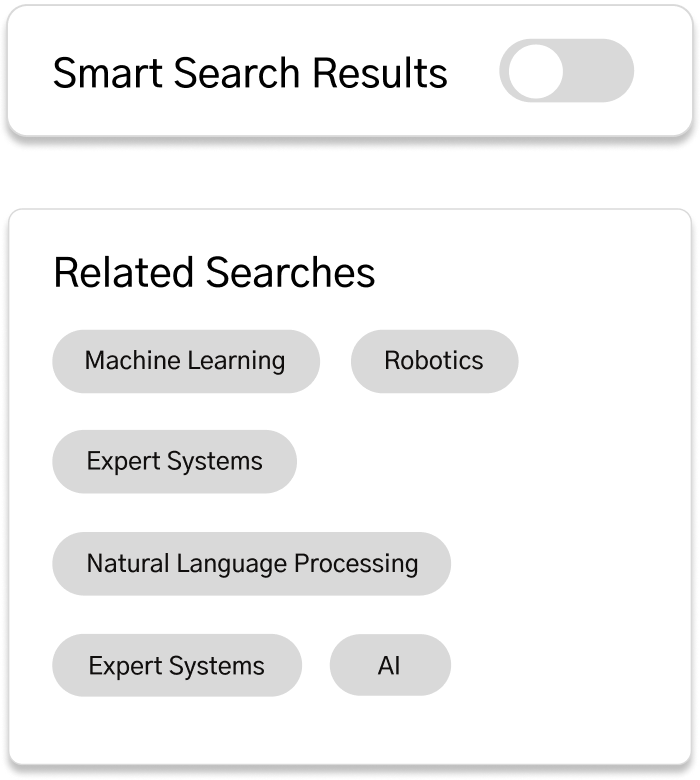 Smart Search Results
Related Searches
Machine Learning Robotics
Expert Systems
Natural Language Processing
Expert Systems AI